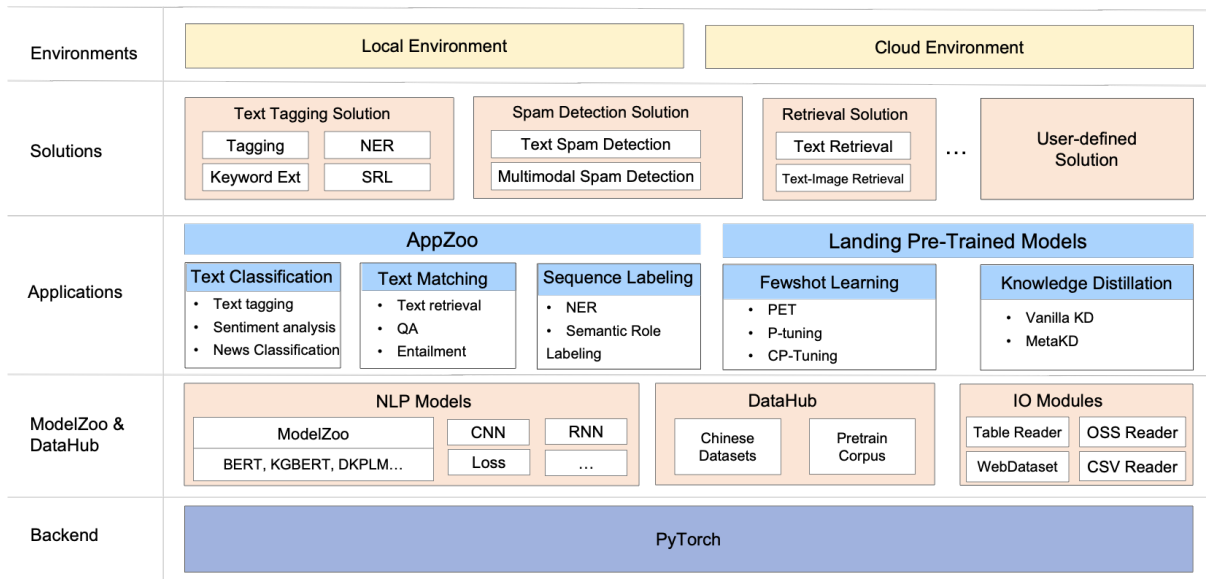 Environments
Local Environment
Cloud Environment
Solutions
Text Tagging Solution
Tagging
NER
Keyword Ext
SRL
Spam Detection Solution
Text Spam Detection
Multimodal Spam Detection
Retrieval Solution
Text Retrieval
Text-Image Retrieval
…
User-defined
Solution
Applications
AppZoo
Text Classification
• Text tagging
• Sentiment analysis
• News Classification
Text Matching
• Text retrieval
• QA
• Entailment
Sequence Labeling
• NER
• Semantic Role
Labeling
Landing Pre-Trained Models
Fewshot Learning
• PET
• P-tuning
• CP-Tuning
Knowledge Distillation
• Vanilla KD
• MetaKD
ModelZoo &
DataHub
NLP Models
ModelZoo
BERT, KGBERT, DKPLM…
CNN
RNN
Loss
…
DataHub
Chinese
Datasets
Pretrain
Corpus
IO Modules
Table Reader
OSS Reader
WebDataset
CSV Reader
Backend
PyTorch